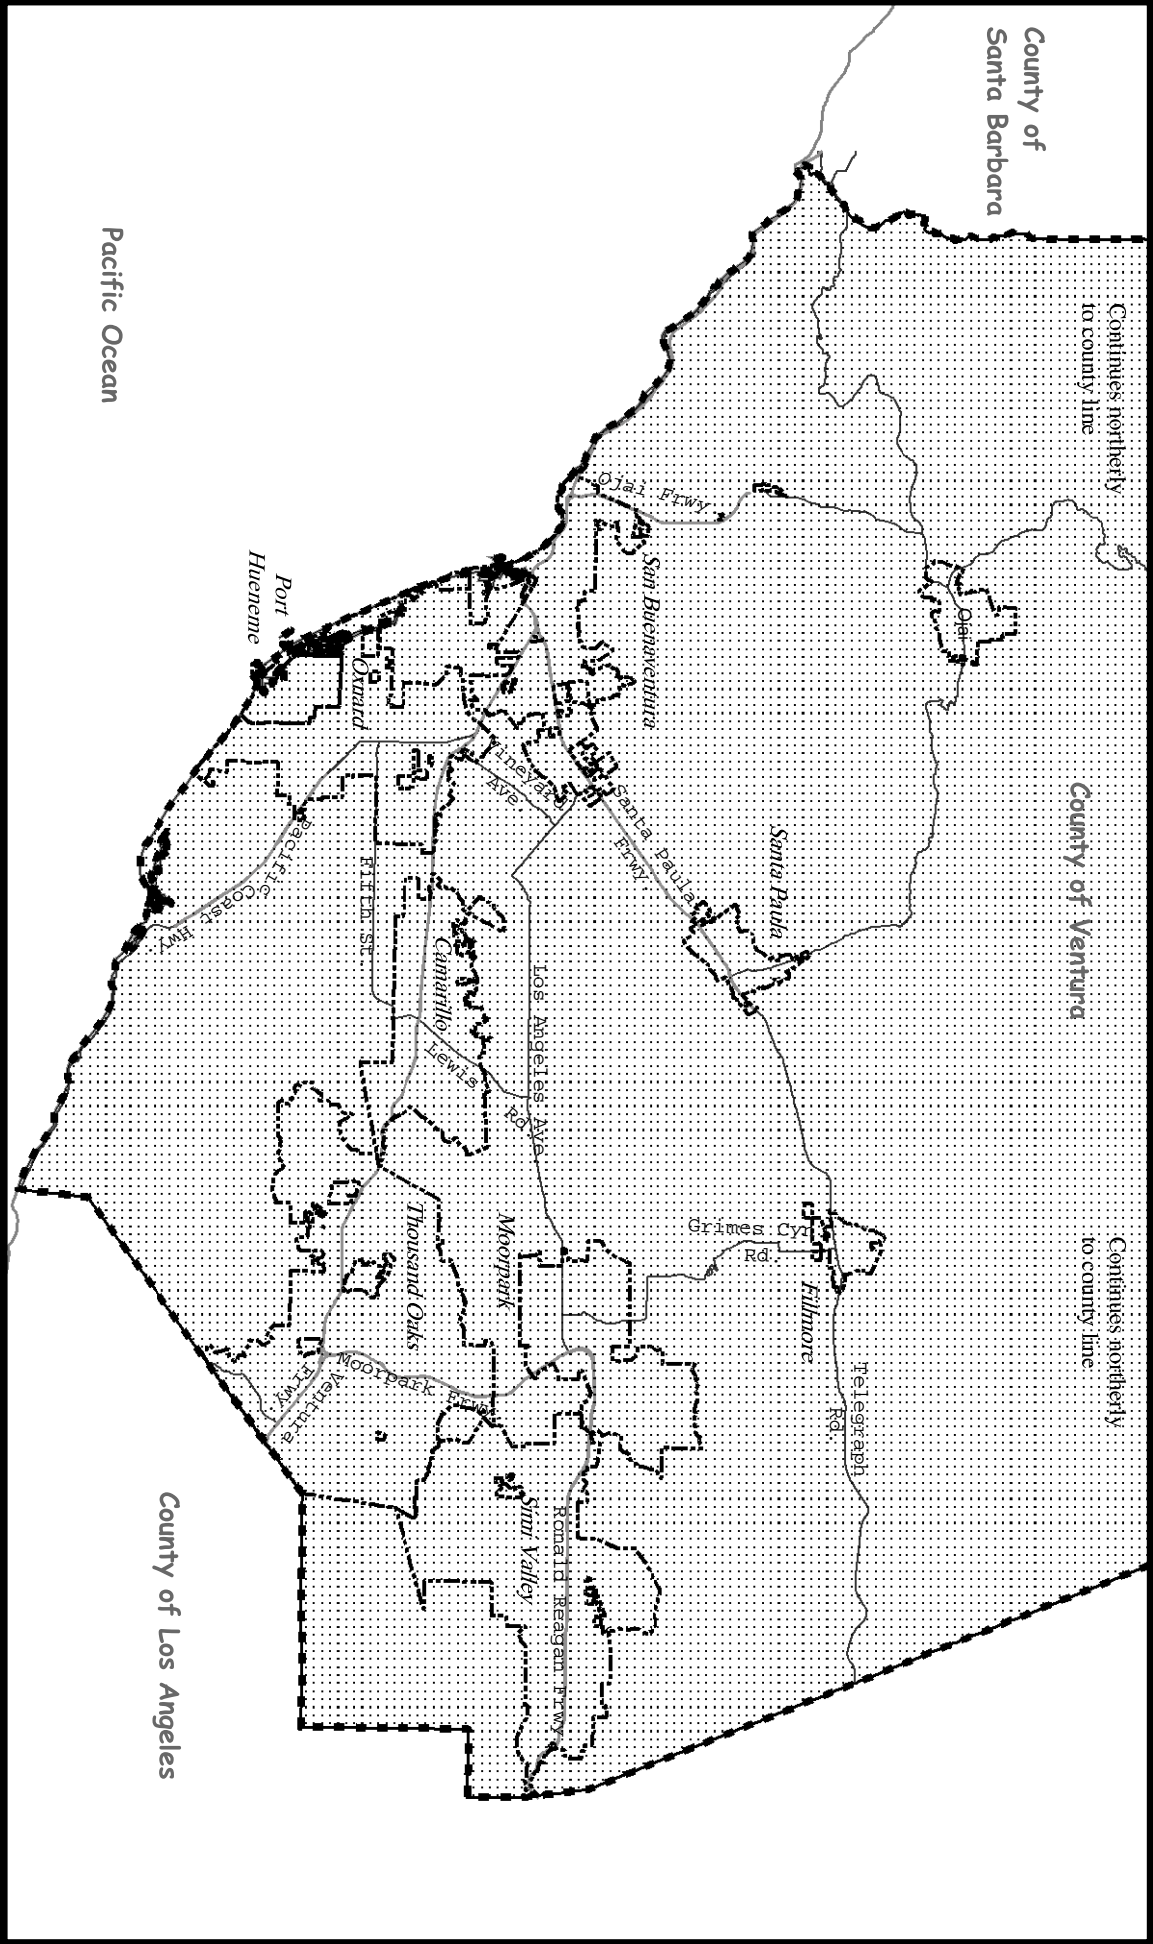 County of
Santa Barbara
Continues northerly
to county line
County of Ventura
Continues northerly
to county line
Pacific Ocean
Ojai Frwy
Ojai
San Buenaventura
Port
Hueneme
Oxnard
Vineyard
Ave
Santa Paula
Frwy
Santa Paula
Pacific Coast Hwy.
Fifth St.
Camarillo
Lewis
Rd.
Los Angeles Ave.
Grimes Cyn
Rd.
Fillmore
Telegraph
Rd.
Moorpark
Thousand Oaks
Moorpark Frwy
Ventura
Frwy
Simi Valley
Ronald Reagan Frwy
County of Los Angeles